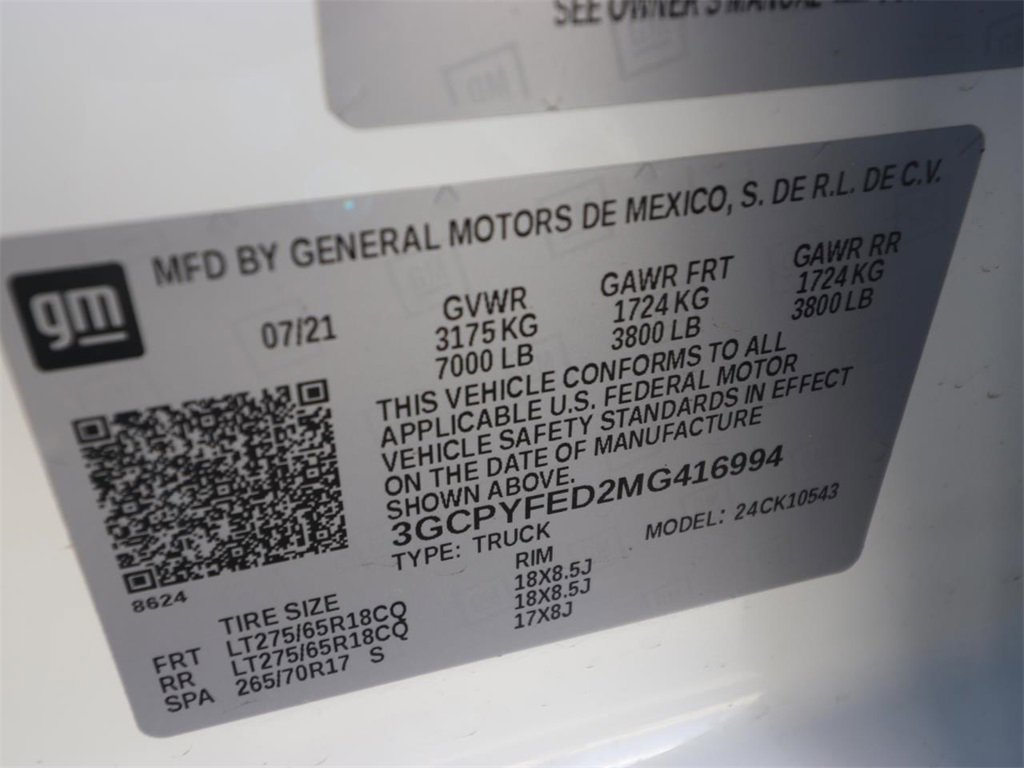 SEE OWNER'S MANUAL
MFD BY GENERAL MOTORS DE MEXICO, S. DE R.L. DE C.V.
gm
07/21
GVWR
3175 KG
7000 LB
GAWR FRT
1724 KG
3800 LB
GAWR RR
1724 KG
3800 LB
THIS VEHICLE CONFORMS TO ALL
APPLICABLE U.S. FEDERAL MOTOR
VEHICLE SAFETY STANDARDS IN EFFECT
ON THE DATE OF MANUFACTURE
SHOWN ABOVE.
3GCPYFED2MG416994
TYPE: TRUCK
MODEL: 24CK10543
8624
TIRE SIZE RIM
FRT LT275/65R18CQ 18X8.5J
RR LT275/65R18CQ 18X8.5J
SPA 265/70R17 S 17X8J